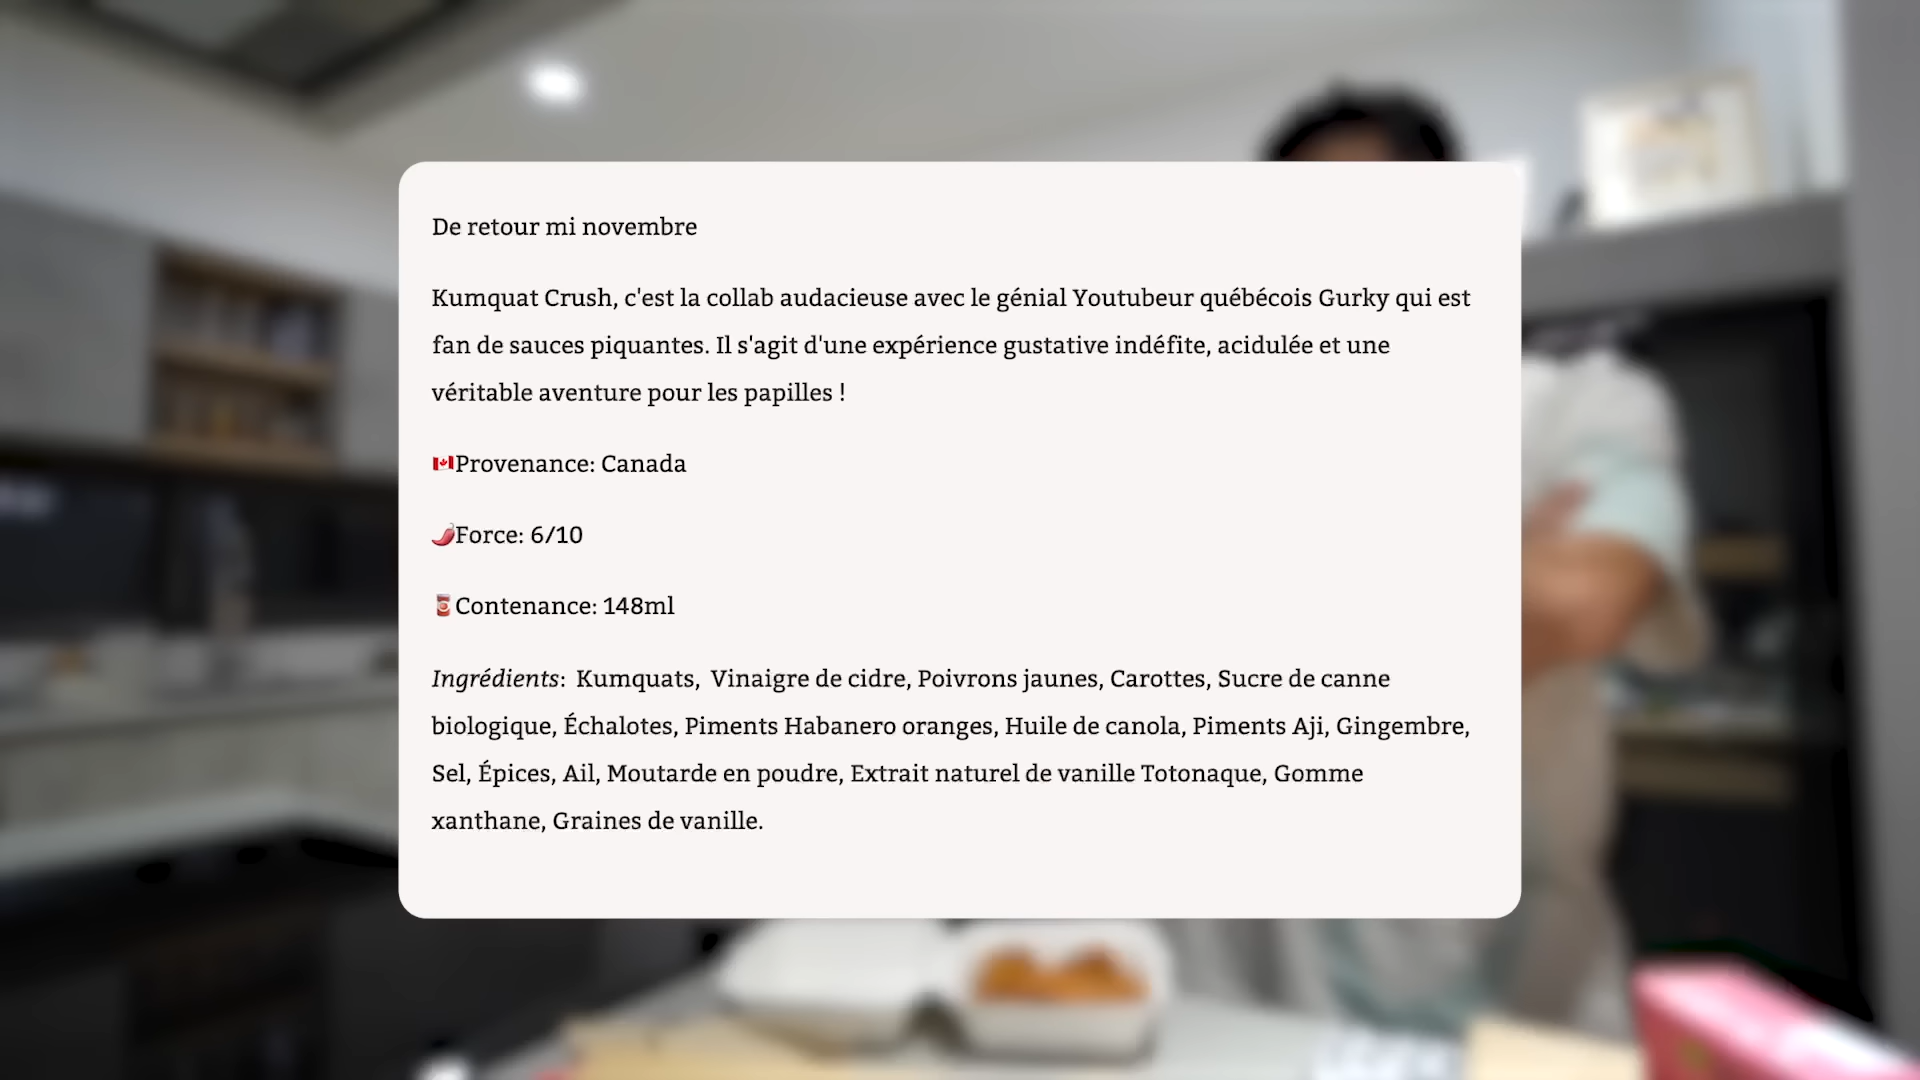 De retour mi novembre
Kumquat Crush, c'est la collab audacieuse avec le génial Youtubeur québécois Gurky qui est
fan de sauces piquantes. Il s'agit d'une expérience gustative indéfite, acidulée et une
véritable aventure pour les papilles !
🇨🇦Provenance: Canada
🌶️Force: 6/10
🥫Contenance: 148ml
Ingrédients:  Kumquats,  Vinaigre de cidre, Poivrons jaunes, Carottes, Sucre de canne
biologique, Échalotes, Piments Habanero oranges, Huile de canola, Piments Aji, Gingembre,
Sel, Épices, Ail, Moutarde en poudre, Extrait naturel de vanille Totonaque, Gomme
xanthane, Graines de vanille.